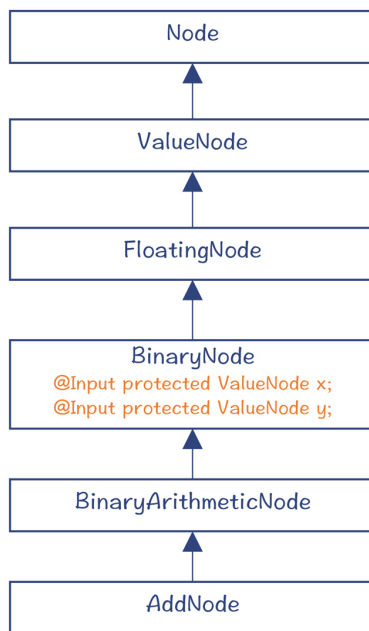 Node
ValueNode
FloatingNode
BinaryNode
@Input protected ValueNode x;
@Input protected ValueNode y;
BinaryArithmeticNode
AddNode